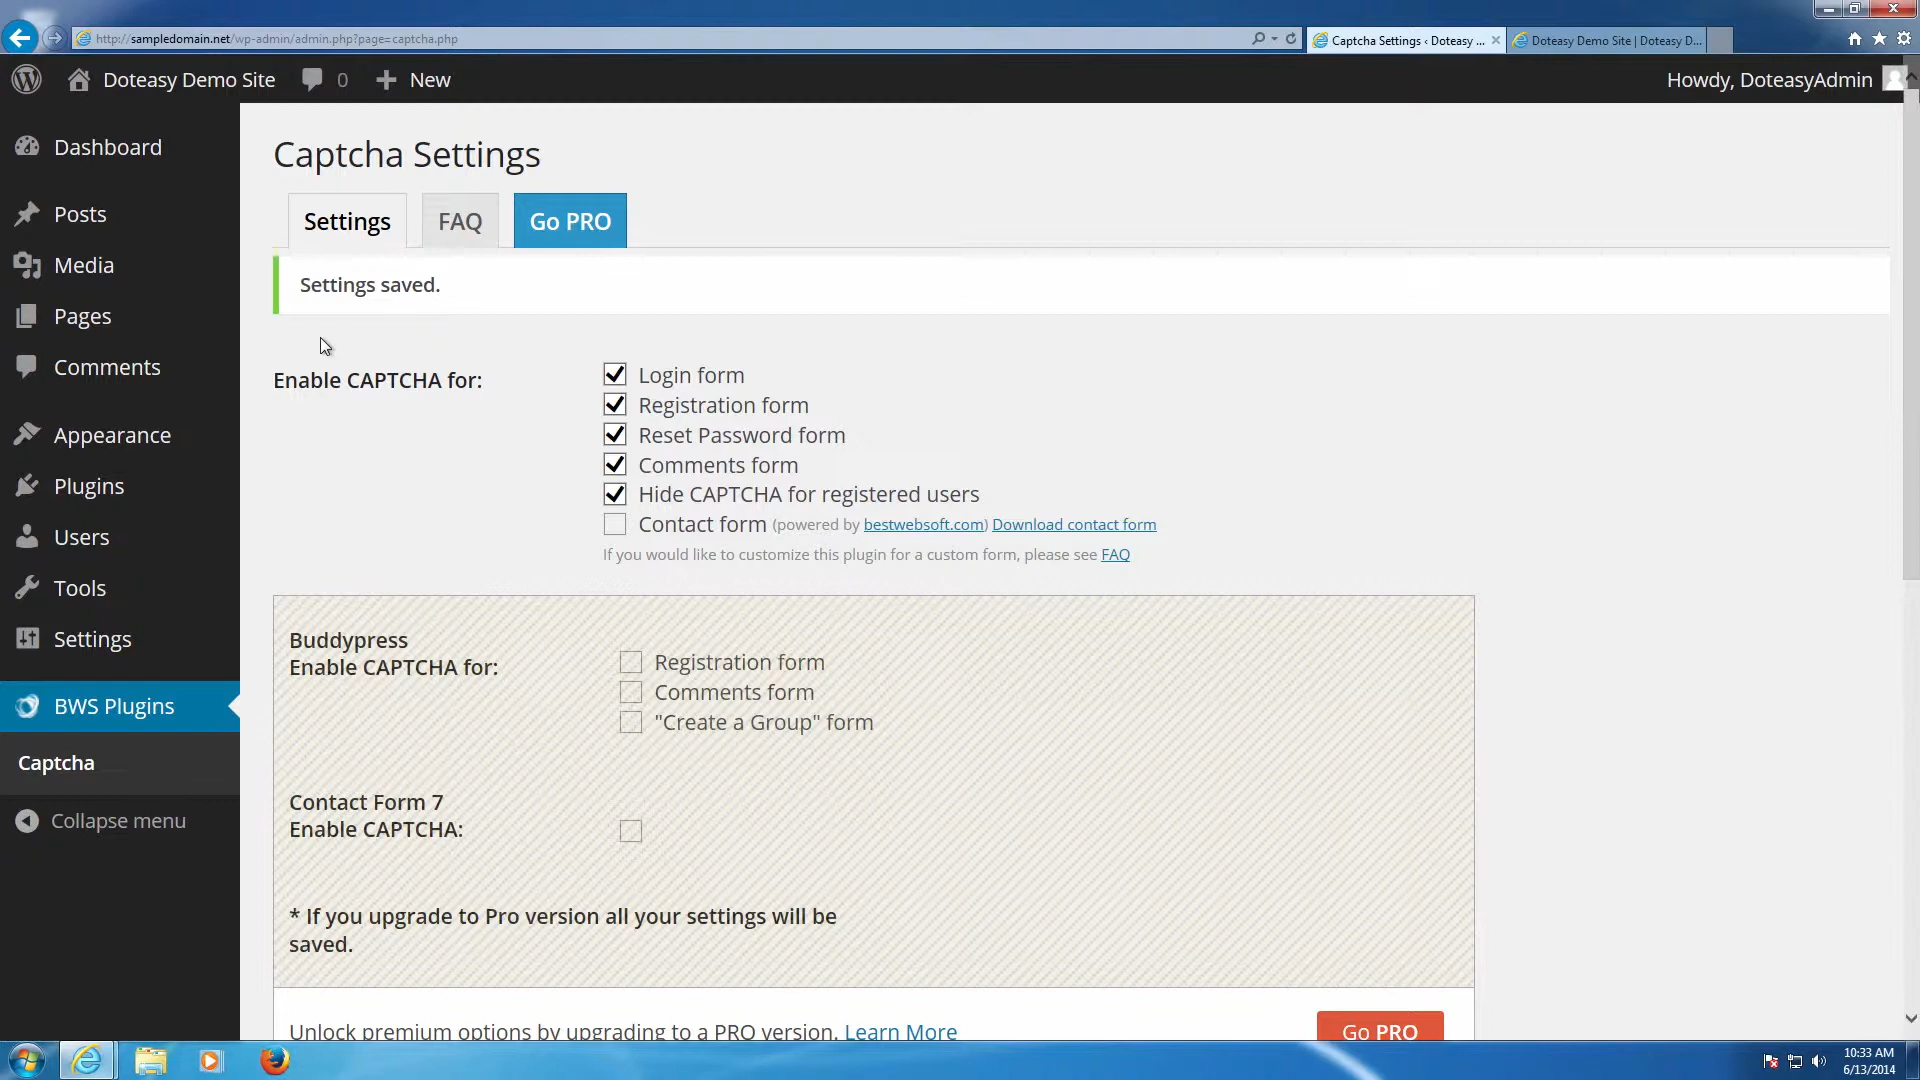 http://sampledomain.net/wp-admin/admin.php?page=captcha.php
Captcha Settings ‹ Doteasy ...
Doteasy Demo Site | Doteasy D...
Doteasy Demo Site
0
New
Howdy, DoteasyAdmin
Dashboard
Posts
Media
Pages
Comments
Appearance
Plugins
Users
Tools
Settings
BWS Plugins
Captcha
Collapse menu
Captcha Settings
Settings
FAQ
Go PRO
Settings saved.
Enable CAPTCHA for:
Login form
Registration form
Reset Password form
Comments form
Hide CAPTCHA for registered users
Contact form (powered by bestwebsoft.com) Download contact form
If you would like to customize this plugin for a custom form, please see FAQ
Buddypress
Enable CAPTCHA for:
Registration form
Comments form
"Create a Group" form
Contact Form 7
Enable CAPTCHA:
* If you upgrade to Pro version all your settings will be
saved.
Unlock premium options by upgrading to a PRO version. Learn More
Go PRO
10:33 AM
6/13/2014